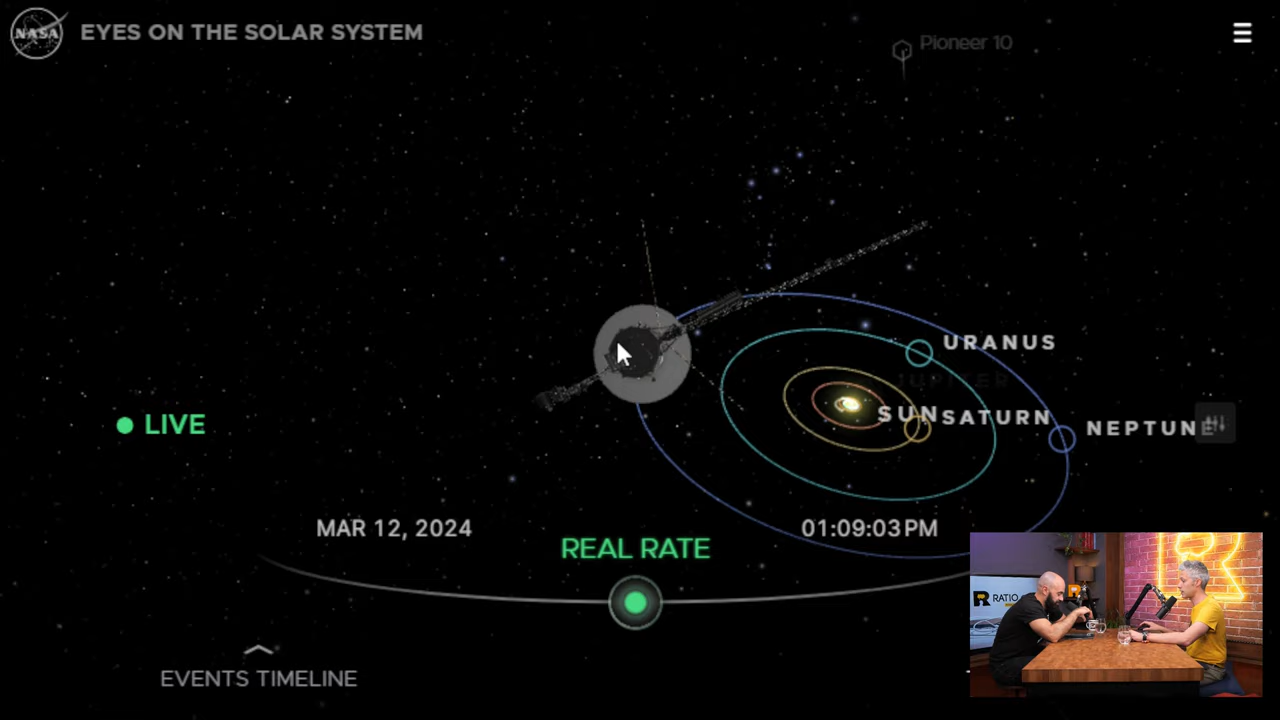 NASA
EYES ON THE SOLAR SYSTEM
Pioneer 10
URANUS
JUPITER
SUN
SATURN
NEPTUNE
LIVE
MAR 12, 2024
01:09:03 PM
REAL RATE
EVENTS TIMELINE
R RATIO